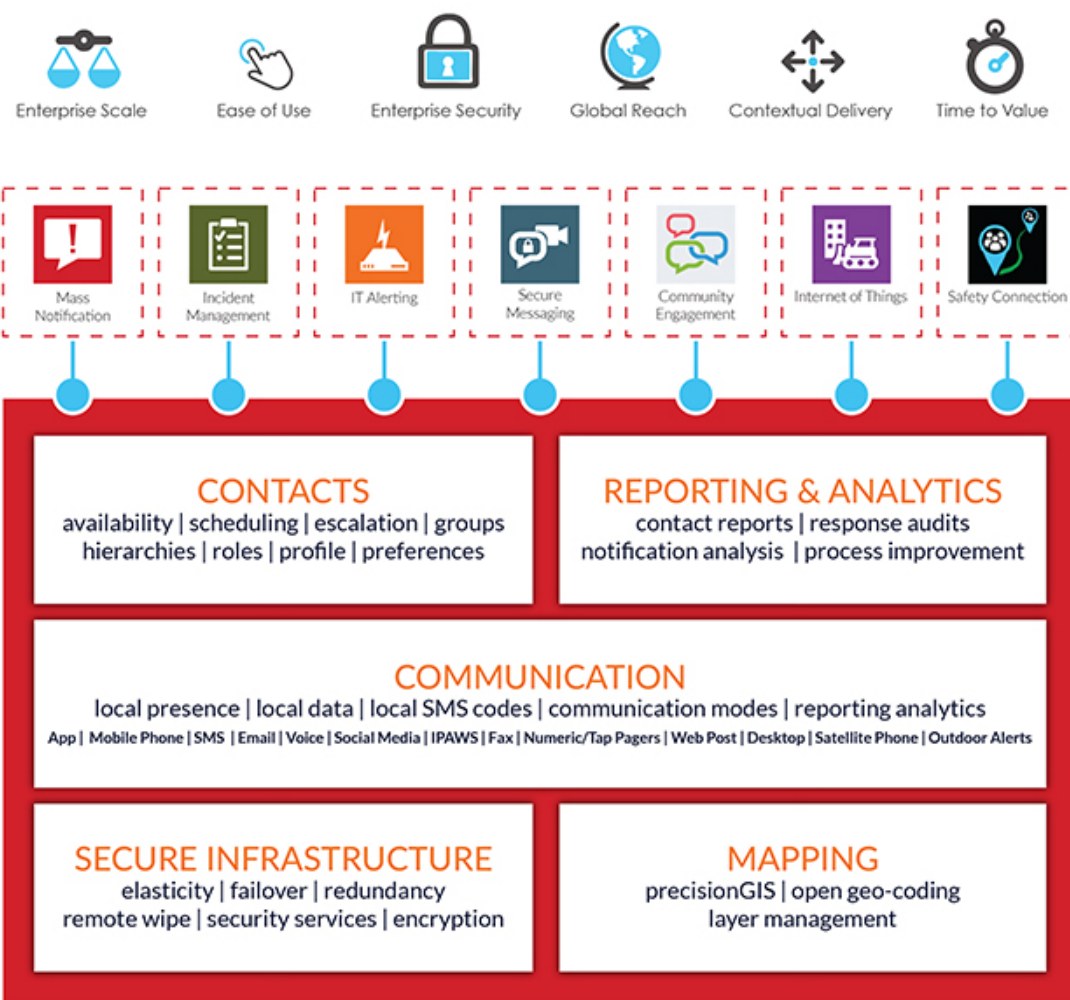 Enterprise Scale
Ease of Use
Enterprise Security
Global Reach
Contextual Delivery
Time to Value
Mass
Notification
Incident
Management
IT Alerting
Secure
Messaging
Community
Engagement
Internet of Things
Safety Connection
CONTACTS
availability | scheduling | escalation | groups
hierarchies | roles | profile | preferences
REPORTING & ANALYTICS
contact reports | response audits
notification analysis | process improvement
COMMUNICATION
local presence | local data | local SMS codes | communication modes | reporting analytics
App | Mobile Phone | SMS | Email | Voice | Social Media | IPAWS | Fax | Numeric/Tap Pagers | Web Post | Desktop | Satellite Phone | Outdoor Alerts
SECURE INFRASTRUCTURE
elasticity | failover | redundancy
remote wipe | security services | encryption
MAPPING
precisionGIS | open geo-coding
layer management